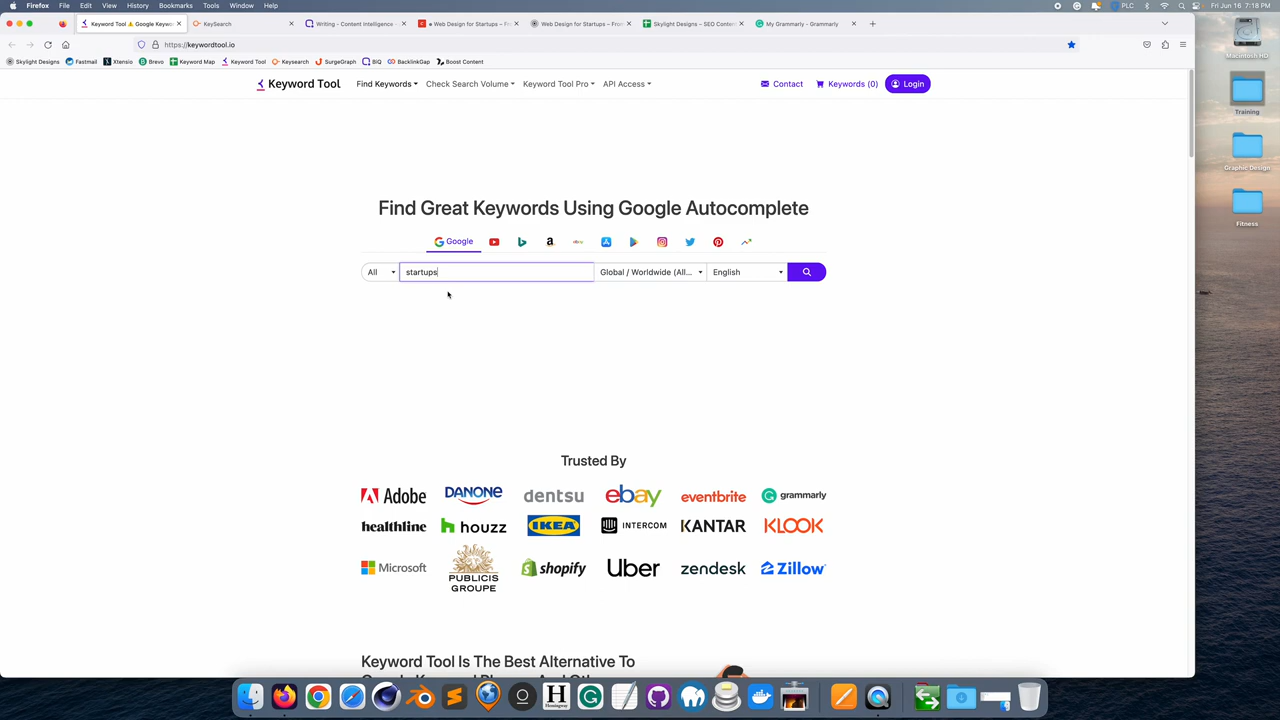 Firefox File Edit View History Bookmarks Tools Window Help
PLC Fri Jun 16 7:18 PM
Keyword Tool ⚠ Google Keywo
KeySearch
Writing - Content Intelligence
Web Design for Startups – Fr
Web Design for Startups – Fro
Skylight Designs – SEO Conten
My Grammarly - Grammarly
https://keywordtool.io
Skylight Designs Fastmail Xtensio Brevo Keyword Map Keyword Tool Keysearch SurgeGraph BIQ BacklinkGap Boost Content
Keyword Tool Find Keywords Check Search Volume Keyword Tool Pro API Access Contact Keywords (0) Login
Find Great Keywords Using Google Autocomplete
Google
All startups Global / Worldwide (All... English
Trusted By
Adobe DANONE dentsu ebay eventbrite grammarly
healthline houzz IKEA INTERCOM KANTAR KLOOK
Microsoft PUBLICIS GROUPE shopify Uber zendesk Zillow
Keyword Tool Is The Best Alternative To
Macintosh HD
Training
Graphic Design
Fitness